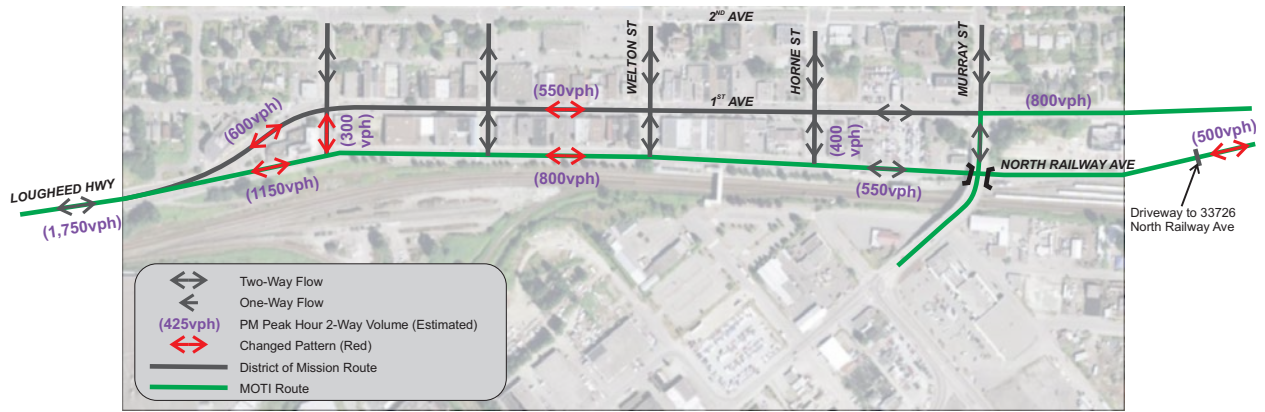 2ND AVE
WELTON ST
HORNE ST
MURRAY ST
(550vph)
1ST AVE
(800vph)
(600vph)
(300
vph)
(400
vph)
(500vph)
NORTH RAILWAY AVE
LOUGHEED HWY
(1150vph)
(800vph)
(550vph)
(1,750vph)
Driveway to 33726
North Railway Ave
Two-Way Flow
One-Way Flow
(425vph) PM Peak Hour 2-Way Volume (Estimated)
Changed Pattern (Red)
District of Mission Route
MOTI Route